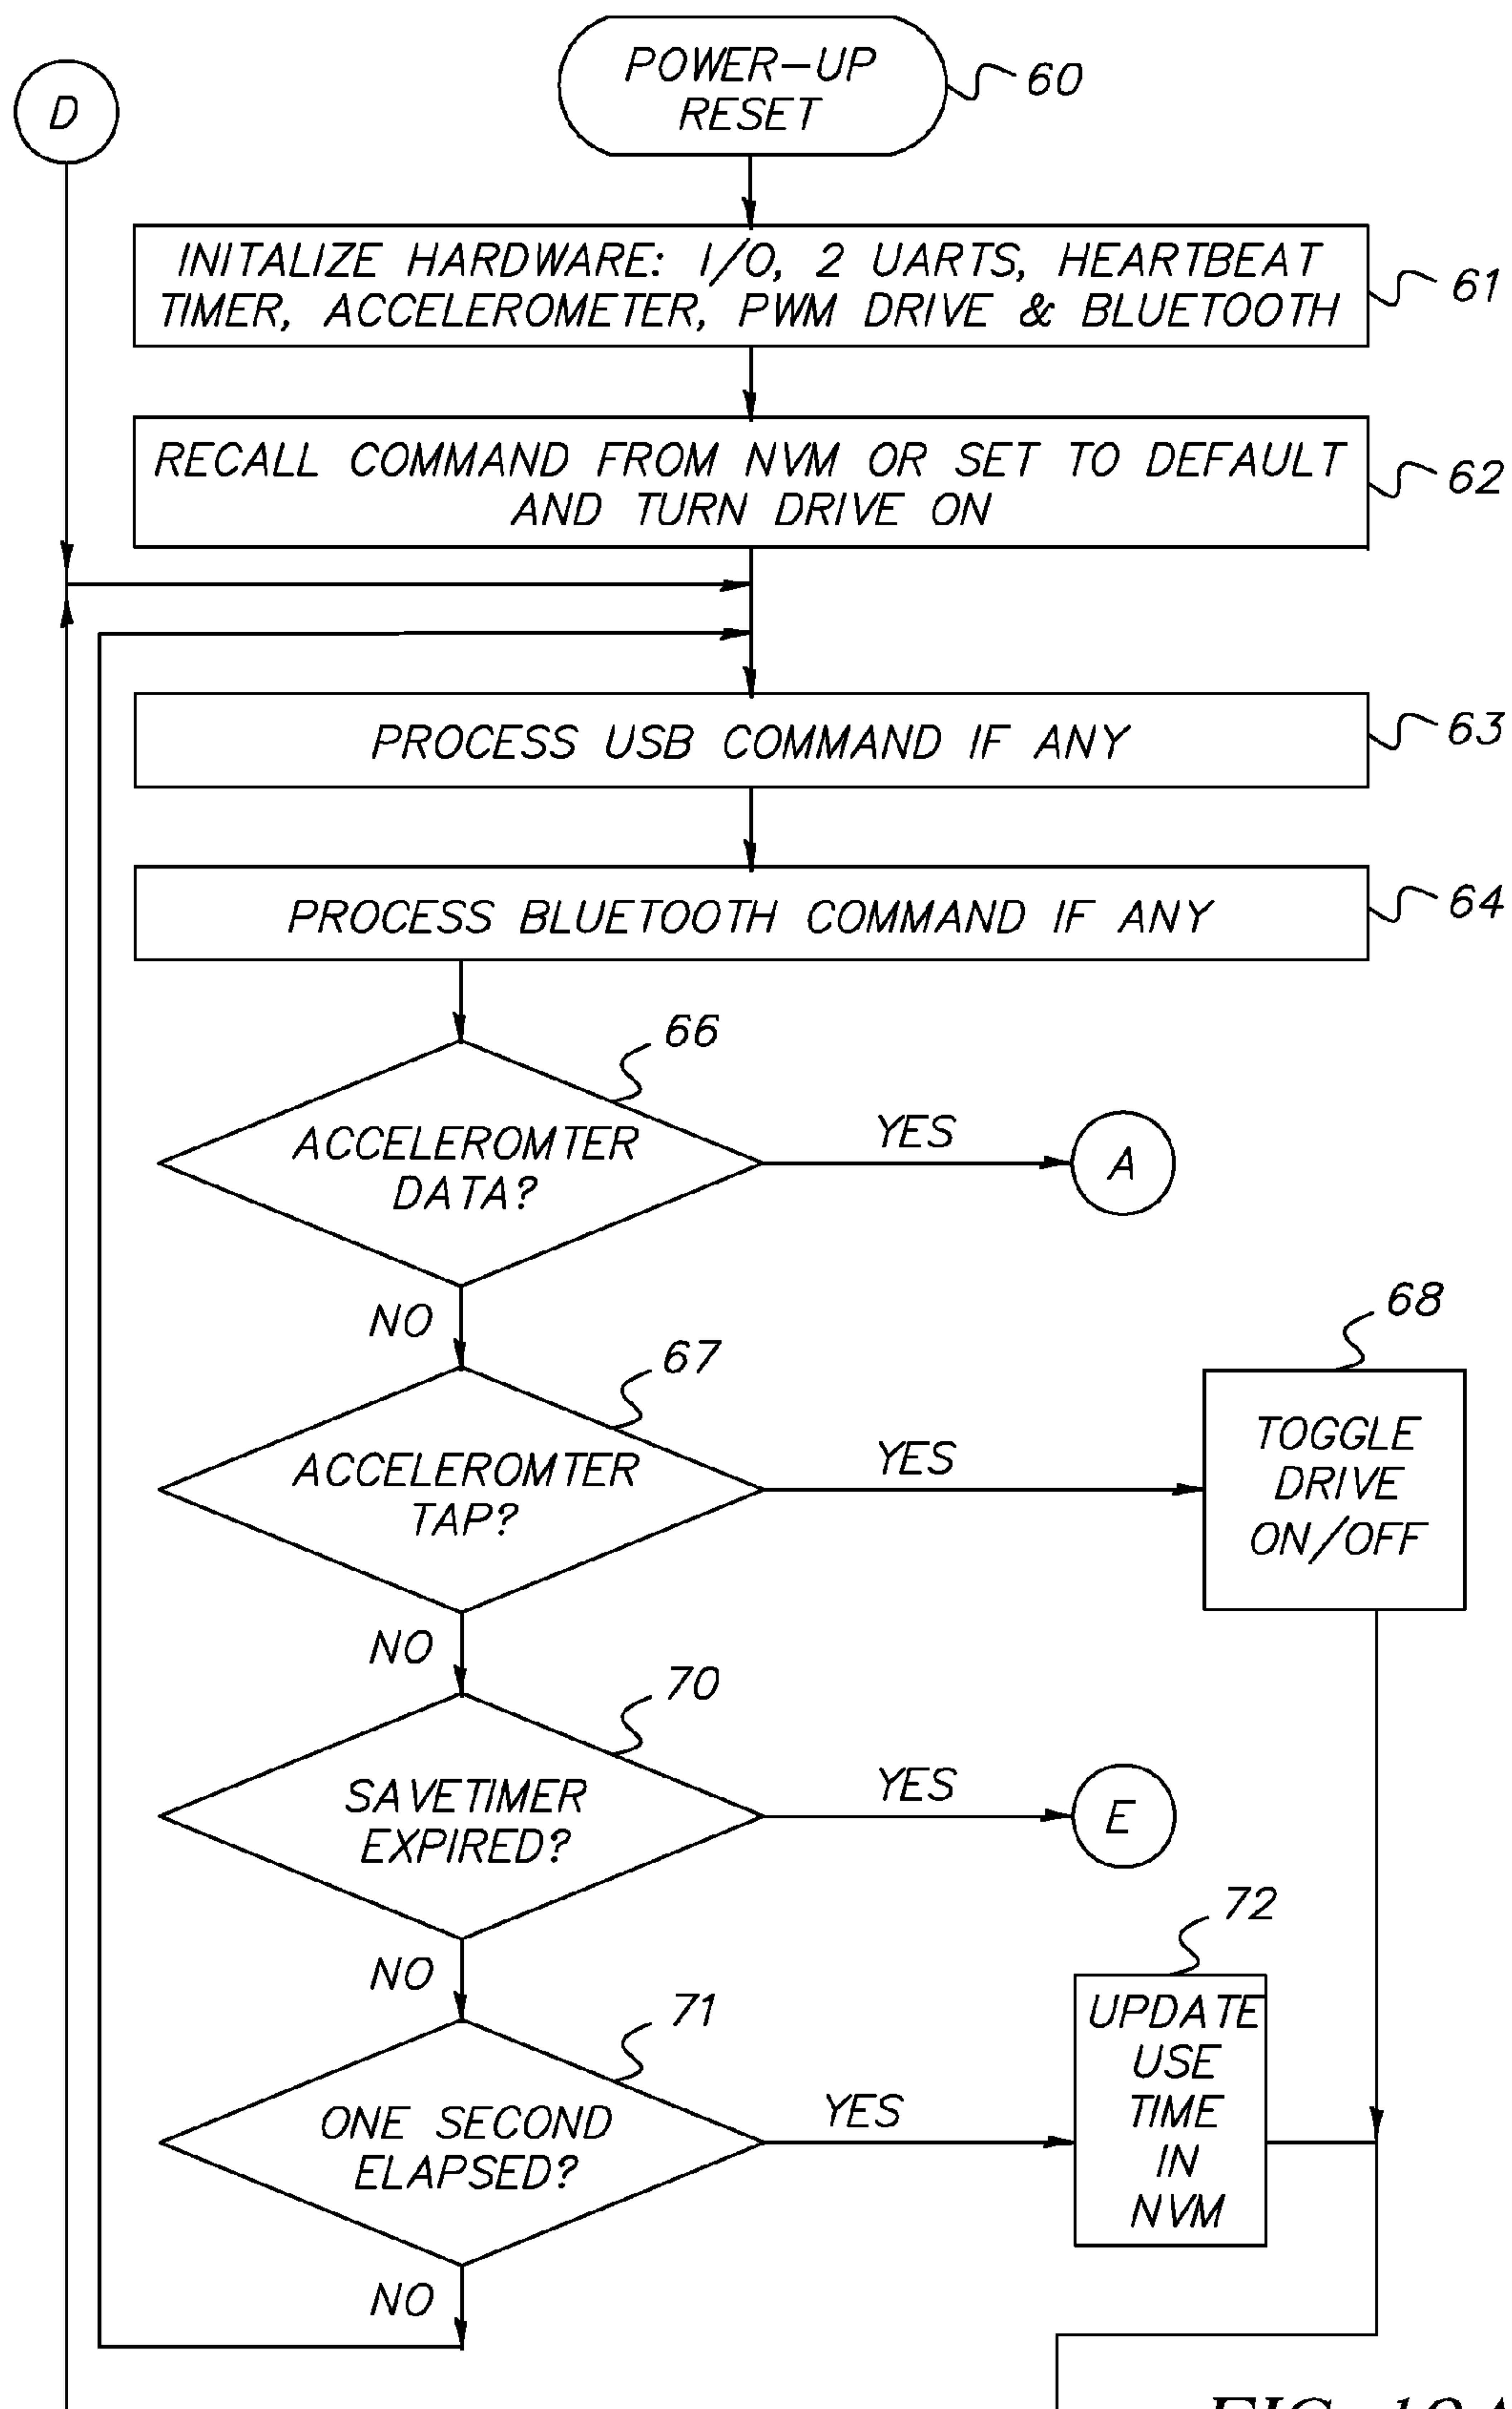 POWER-UP
RESET
60
D
INITALIZE HARDWARE: I/O, 2 UARTS, HEARTBEAT
TIMER, ACCELEROMETER, PWM DRIVE & BLUETOOTH
61
RECALL COMMAND FROM NVM OR SET TO DEFAULT
AND TURN DRIVE ON
62
PROCESS USB COMMAND IF ANY
63
PROCESS BLUETOOTH COMMAND IF ANY
64
66
ACCELEROMTER
DATA?
YES
A
NO
67
ACCELEROMTER
TAP?
YES
68
TOGGLE
DRIVE
ON/OFF
NO
70
SAVETIMER
EXPIRED?
YES
E
NO
71
ONE SECOND
ELAPSED?
YES
72
UPDATE
USE
TIME
IN
NVM
NO